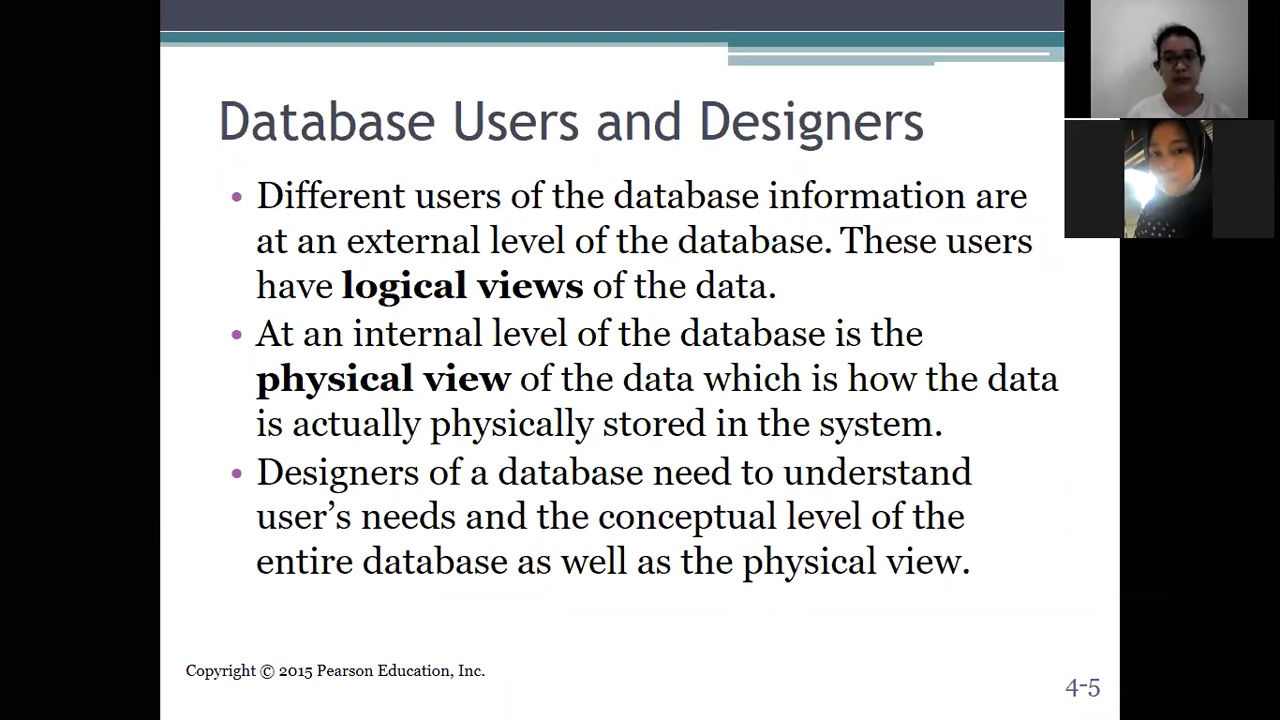 Database Users and Designers
• Different users of the database information are
at an external level of the database. These users
have logical views of the data.
• At an internal level of the database is the
physical view of the data which is how the data
is actually physically stored in the system.
• Designers of a database need to understand
user’s needs and the conceptual level of the
entire database as well as the physical view.
Copyright © 2015 Pearson Education, Inc.
4-5